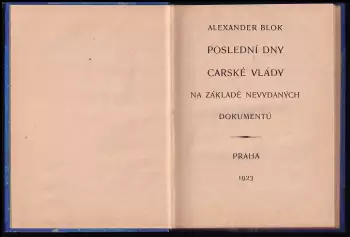 ALEXANDER BLOK
POSLEDNÍ DNY
CARSKÉ VLÁDY
NA ZÁKLADĚ NEVYDANÝCH
DOKUMENTŮ
PRAHA
1923